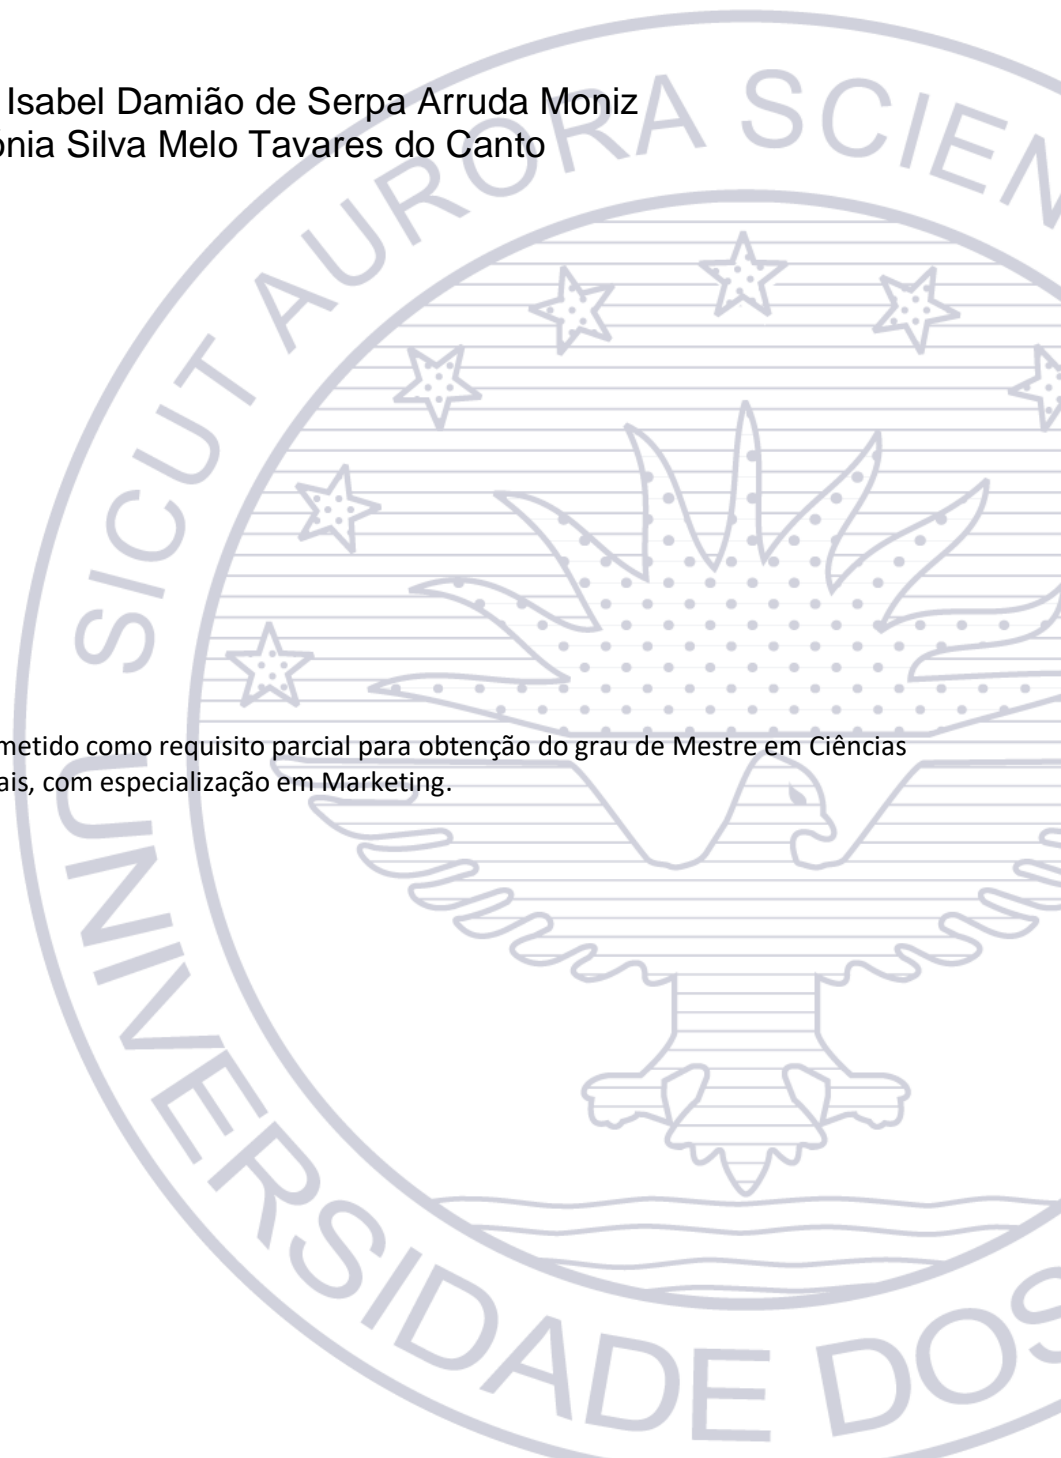 SICUT AURORA SCIEN
Isabel Damião de Serpa Arruda Moniz
ónia Silva Melo Tavares do Canto
metido como requisito parcial para obtenção do grau de Mestre em Ciências
ais, com especialização em Marketing.
UNIVERSIDADE DOS